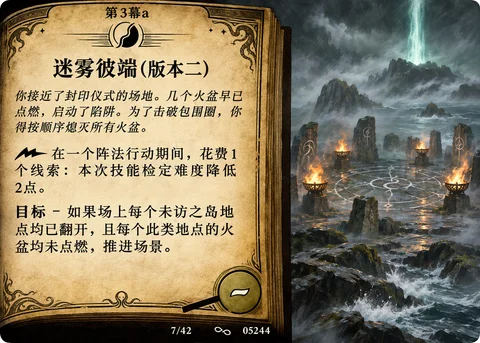 第3幕a
迷雾彼端(版本二)
你接近了封印仪式的场地。几个火盆早已
点燃，启动了陷阱。为了击破包围圈，你
得按顺序熄灭所有火盆。
在一个阵法行动期间，花费1
个线索：本次技能检定难度降低
2点。
目标 – 如果场上每个未访之岛地
点均已翻开，且每个此类地点的火
盆均未点燃，推进场景。
–
7/42
05244